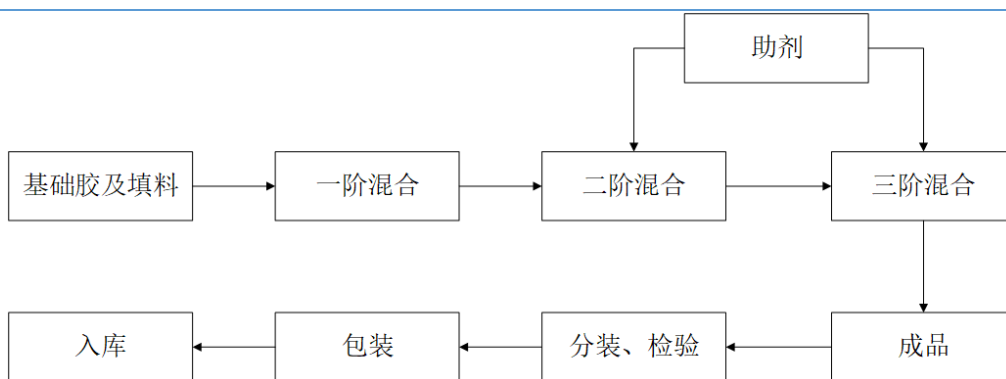 助剂
基础胶及填料
一阶混合
二阶混合
三阶混合
入库
包装
分装、检验
成品